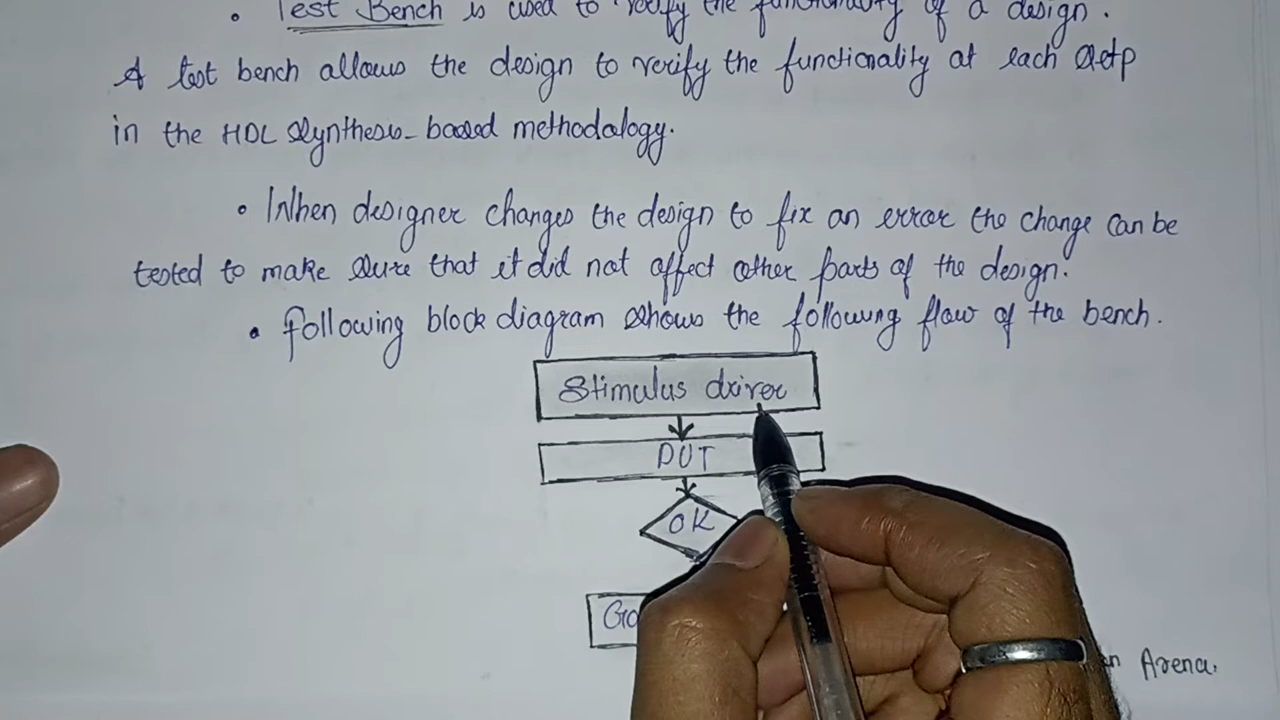 • Test Bench is used to verify the functionality of a design.
A test bench allows the design to verify the functionality at each step
in the HDL Synthesis-based methodalogy.
• When designer changes the design to fix an error the change can be
tested to make sure that it did not affect other parts of the design.
• Following block diagram shows the following flow of the bench.
Stimulus driver
DUT
OK
Arena.